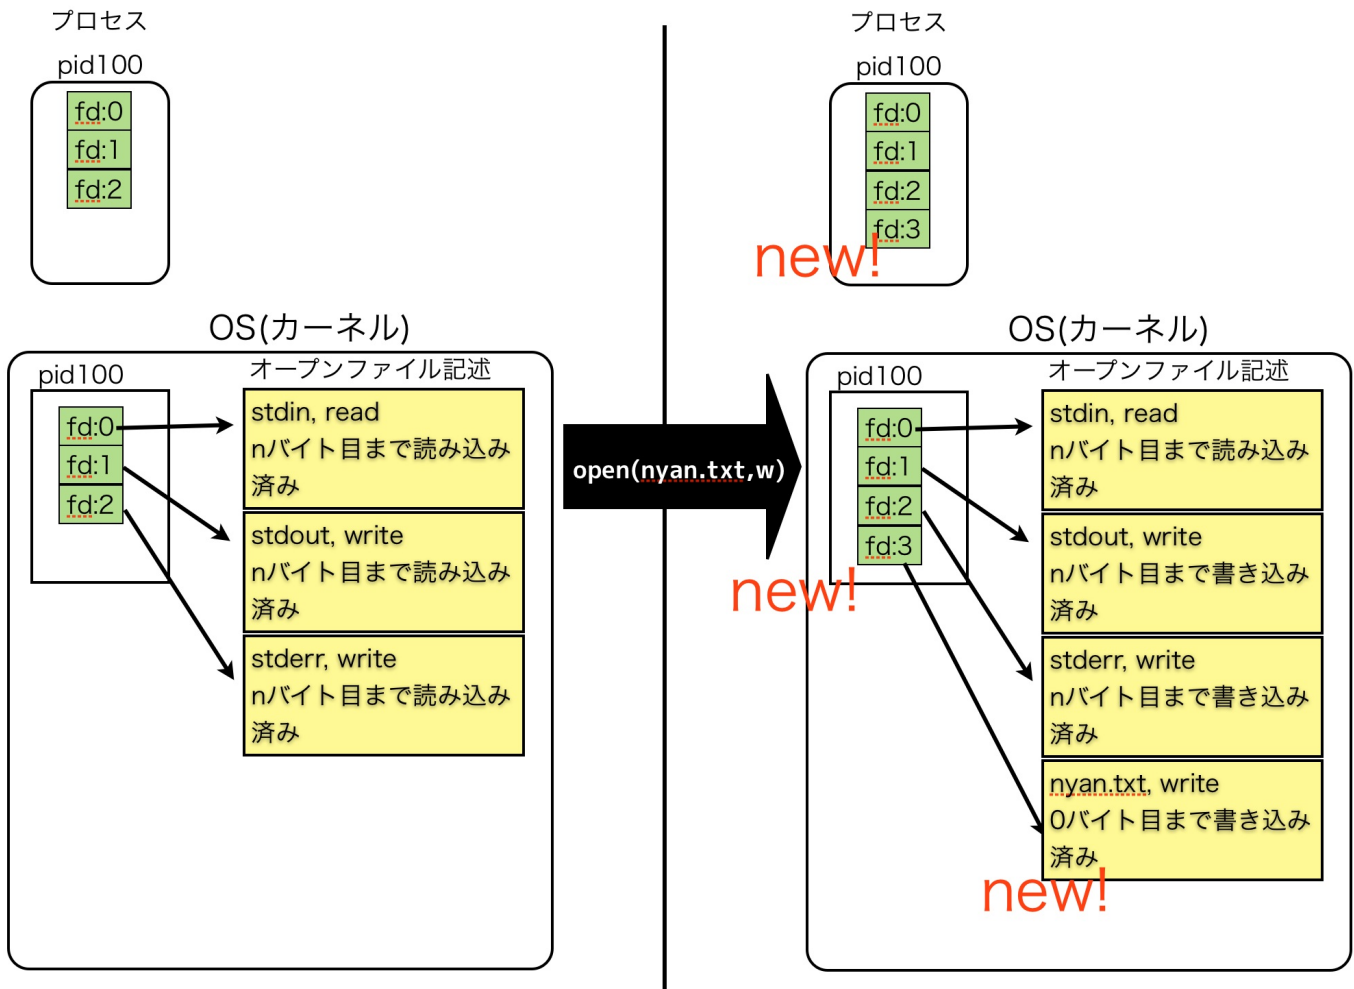 プロセス
pid100
fd:0
fd:1
fd:2
OS(カーネル)
pid100
fd:0
fd:1
fd:2
オープンファイル記述
stdin, read
nバイト目まで読み込み
済み
stdout, write
nバイト目まで読み込み
済み
stderr, write
nバイト目まで読み込み
済み
open(nyan.txt,w)
プロセス
pid100
fd:0
fd:1
fd:2
fd:3
new!
OS(カーネル)
pid100
fd:0
fd:1
fd:2
fd:3
new!
オープンファイル記述
stdin, read
nバイト目まで読み込み
済み
stdout, write
nバイト目まで書き込み
済み
stderr, write
nバイト目まで書き込み
済み
nyan.txt, write
0バイト目まで書き込み
済み
new!